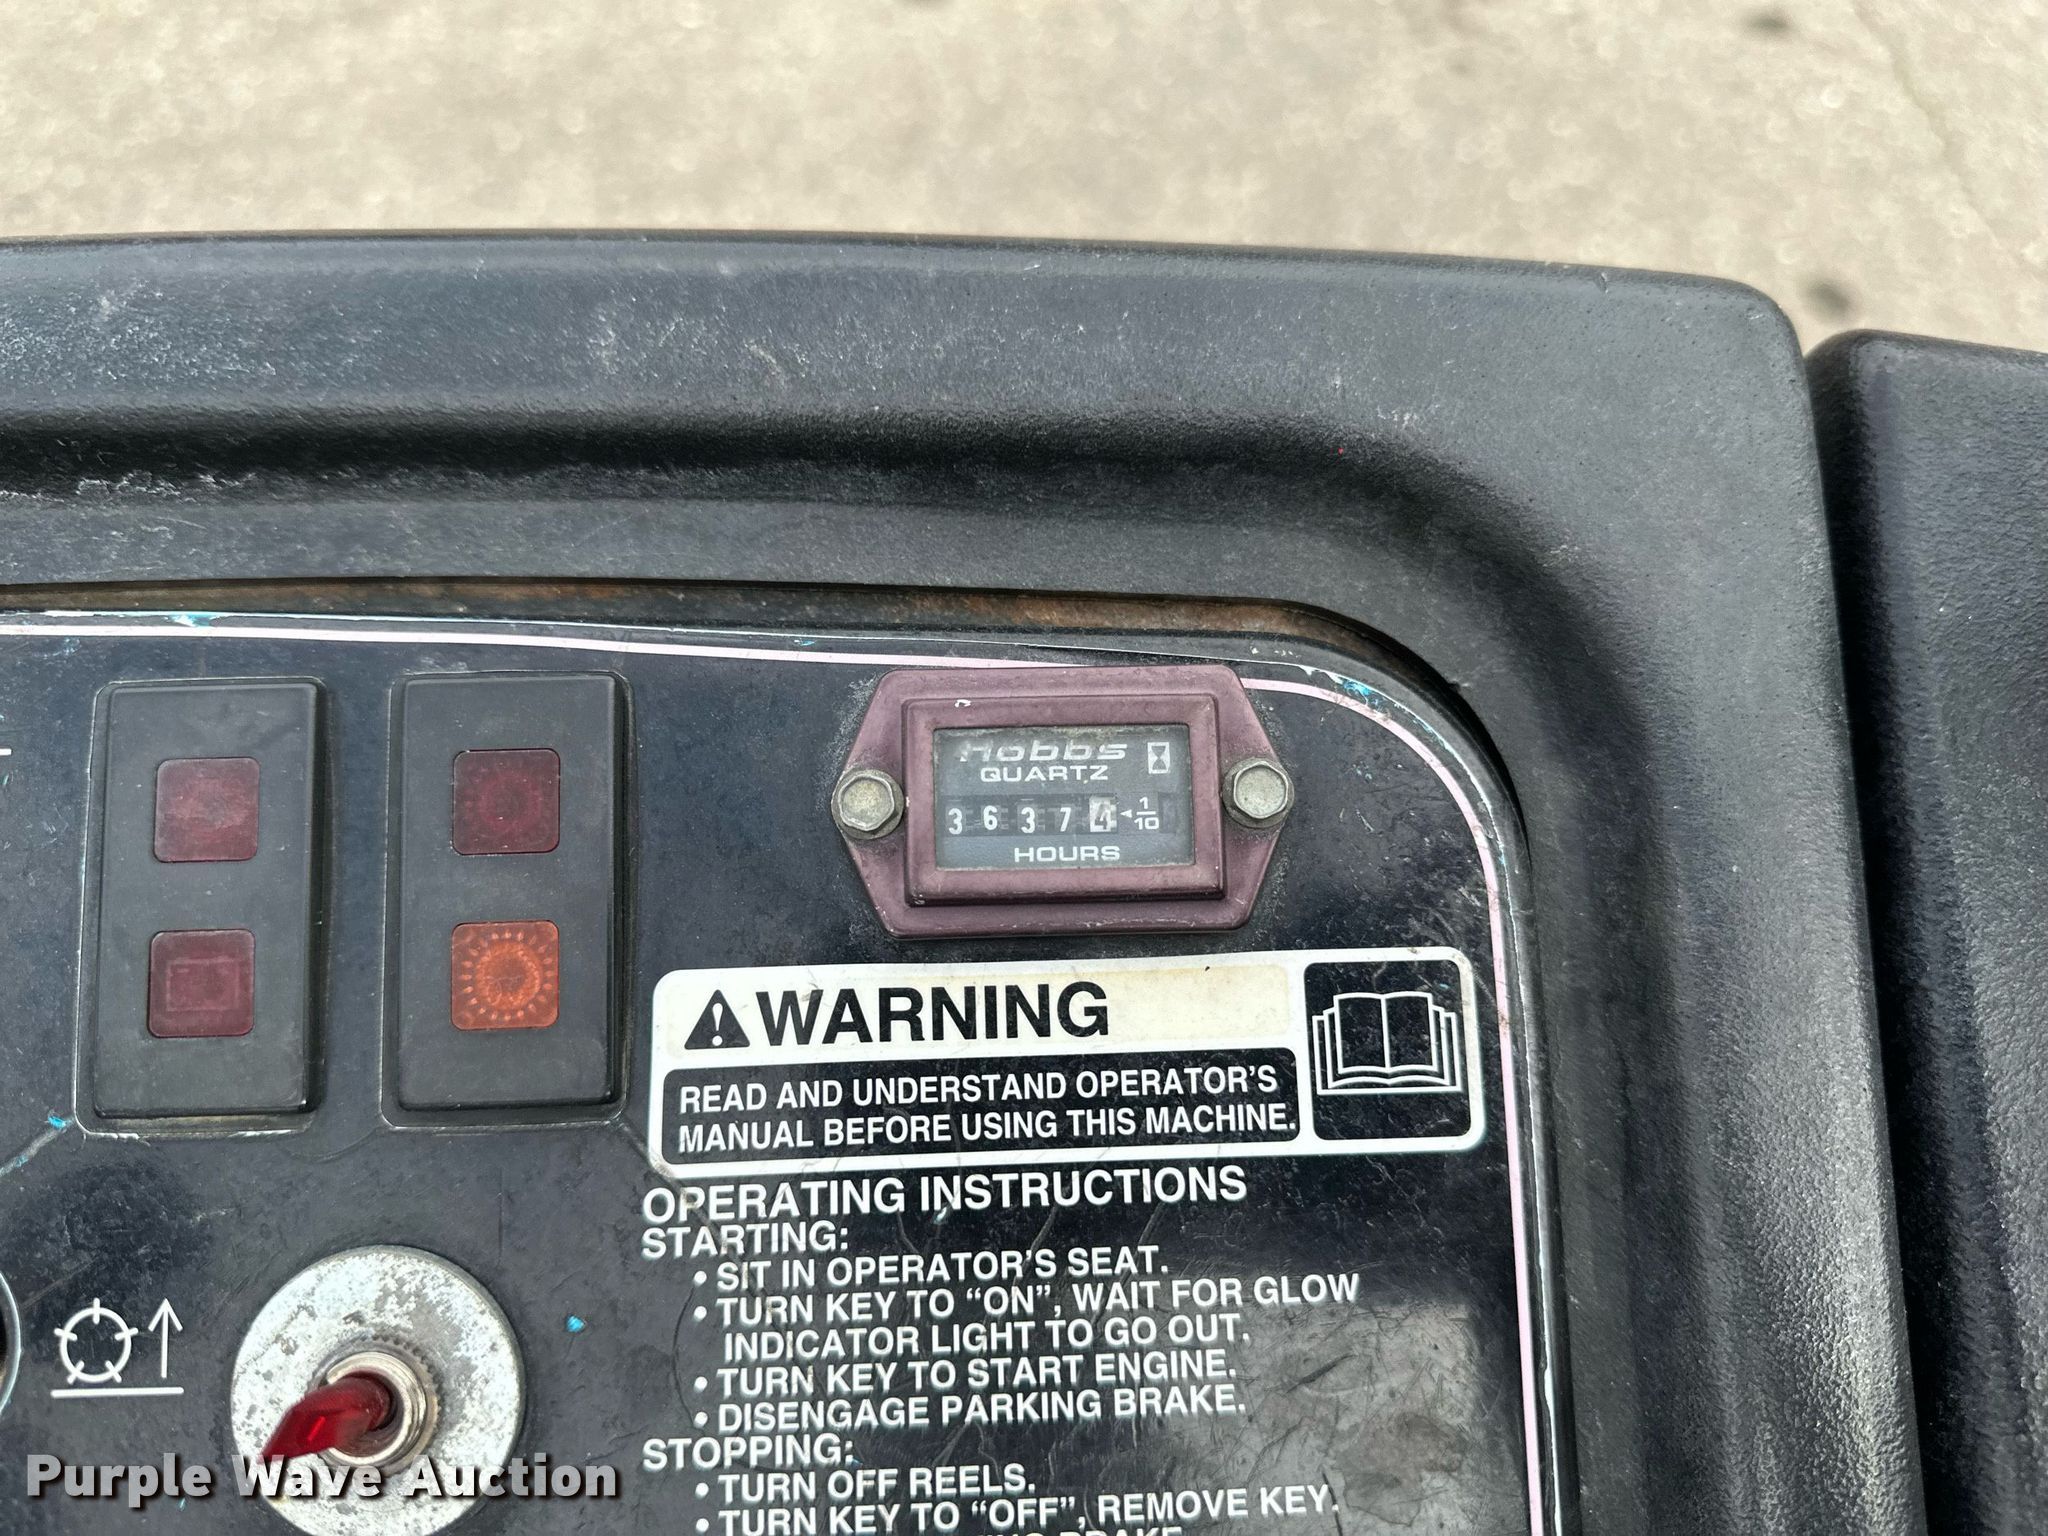 Hobbs
QUARTZ
3 6 3 7 4 1/10
HOURS
WARNING
READ AND UNDERSTAND OPERATOR'S
MANUAL BEFORE USING THIS MACHINE.
OPERATING INSTRUCTIONS
STARTING:
• SIT IN OPERATOR'S SEAT.
• TURN KEY TO "ON", WAIT FOR GLOW
INDICATOR LIGHT TO GO OUT.
• TURN KEY TO START ENGINE.
• DISENGAGE PARKING BRAKE.
STOPPING:
• TURN OFF REELS.
• TURN KEY TO "OFF", REMOVE KEY.
BRAKE
Purple Wave Auction